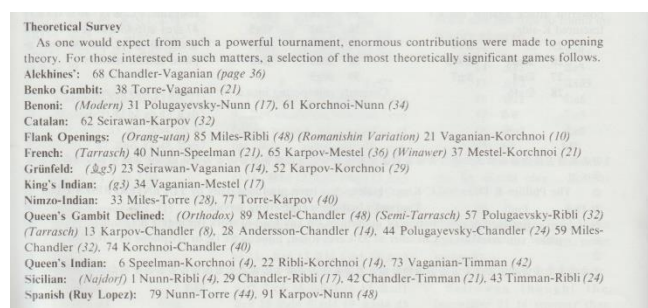 Theoretical Survey
As one would expect from such a powerful tournament, enormous contributions were made to opening
theory. For those interested in such matters, a selection of the most theoretically significant games follows.
Alekhines': 68 Chandler-Vaganian (page 36)
Benko Gambit: 38 Torre-Vaganian (21)
Benoni: (Modern) 31 Polugayevsky-Nunn (17), 61 Korchnoi-Nunn (34)
Catalan: 62 Seirawan-Karpov (32)
Flank Openings: (Orang-utan) 85 Miles-Ribli (48) (Romanishin Variation) 21 Vaganian-Korchnoi (10)
French: (Tarrasch) 40 Nunn-Speelman (21), 65 Karpov-Mestel (36) (Winawer) 37 Mestel-Korchnoi (21)
Grünfeld: (♗g5) 23 Seirawan-Vaganian (14), 52 Karpov-Korchnoi (29)
King's Indian: (g3) 34 Vaganian-Mestel (17)
Nimzo-Indian: 33 Miles-Torre (28), 77 Torre-Karpov (40)
Queen's Gambit Declined: (Orthodox) 89 Mestel-Chandler (48) (Semi-Tarrasch) 57 Polugaevsky-Ribli (32)
(Tarrasch) 13 Karpov-Chandler (8), 28 Andersson-Chandler (14), 44 Polugayevsky-Chandler (24) 59 Miles-
Chandler (32), 74 Korchnoi-Chandler (40)
Queen's Indian: 6 Speelman-Korchnoi (4), 22 Ribli-Korchnoi (14), 73 Vaganian-Timman (42)
Sicilian: (Najdorf) 1 Nunn-Ribli (4), 29 Chandler-Ribli (17), 42 Chandler-Timman (21), 43 Timman-Ribli (24)
Spanish (Ruy Lopez): 79 Nunn-Torre (44), 91 Karpov-Nunn (48)